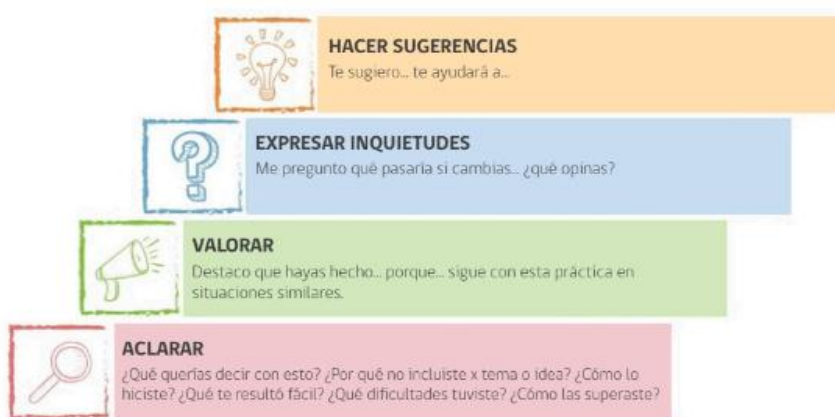 HACER SUGERENCIAS
Te sugiero... te ayudará a...
EXPRESAR INQUIETUDES
Me pregunto qué pasaría si cambias... ¿qué opinas?
VALORAR
Destaco que hayas hecho... porque... sigue con esta práctica en
situaciones similares.
ACLARAR
¿Qué querías decir con esto? ¿Por qué no incluiste x tema o idea? ¿Cómo lo
hiciste? ¿Qué te resultó fácil? ¿Qué dificultades tuviste? ¿Cómo las superaste?